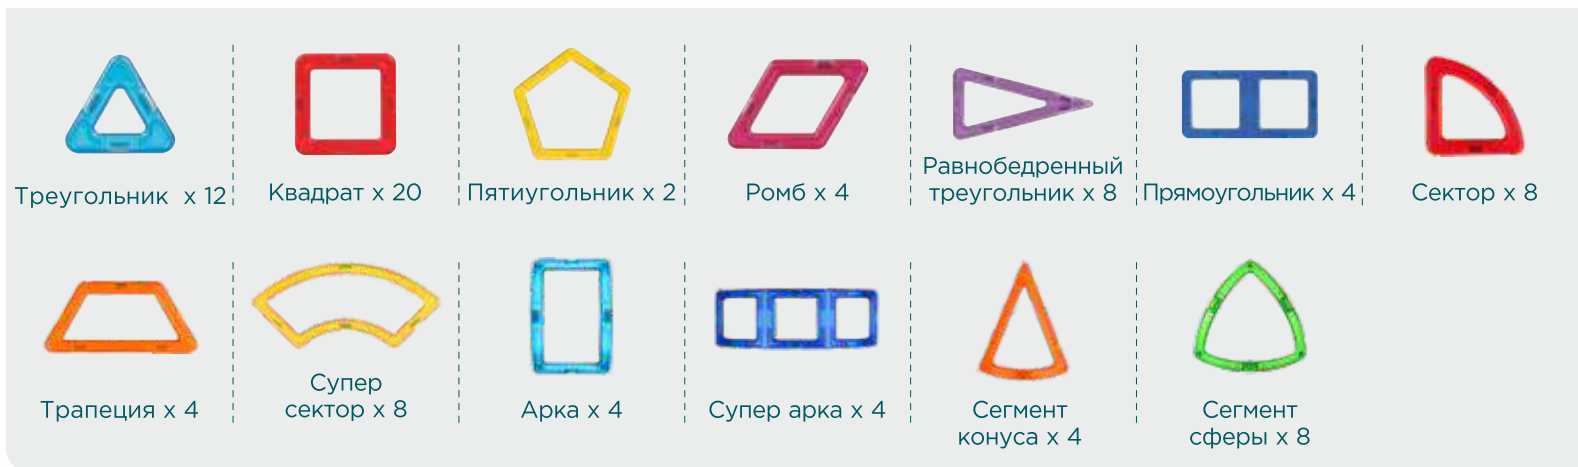 Треугольник x 12
Квадрат x 20
Пятиугольник x 2
Ромб x 4
Равнобедренный
треугольник x 8
Прямоугольник x 4
Сектор x 8
Трапеция x 4
Супер
сектор x 8
Арка x 4
Супер арка x 4
Сегмент
конуса x 4
Сегмент
сферы x 8